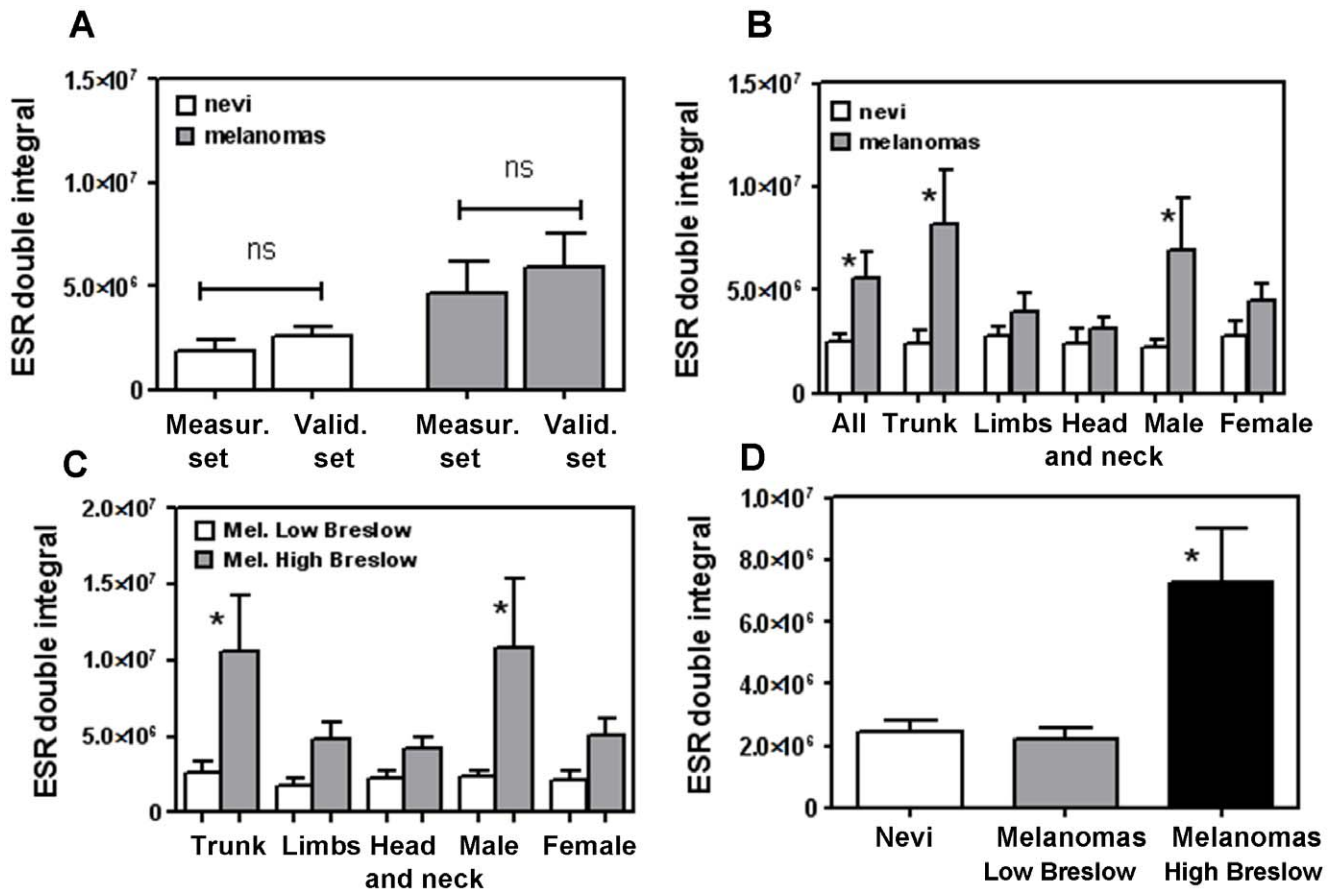 A
ESR double integral
1.5×10⁷
1.0×10⁷
5.0×10⁶
0
nevi
melanomas
ns
ns
Measur. Valid. Measur. Valid.
set set set set
B
ESR double integral
1.5×10⁷
1.0×10⁷
5.0×10⁶
0
nevi
melanomas
* * *
All Trunk Limbs Head Male Female
and neck
C
ESR double integral
2.0×10⁷
1.5×10⁷
1.0×10⁷
5.0×10⁶
0
Mel. Low Breslow
Mel. High Breslow
* *
Trunk Limbs Head Male Female
and neck
D
ESR double integral
1.0×10⁷
8.0×10⁶
6.0×10⁶
4.0×10⁶
2.0×10⁶
0
*
Nevi Melanomas Melanomas
Low Breslow High Breslow